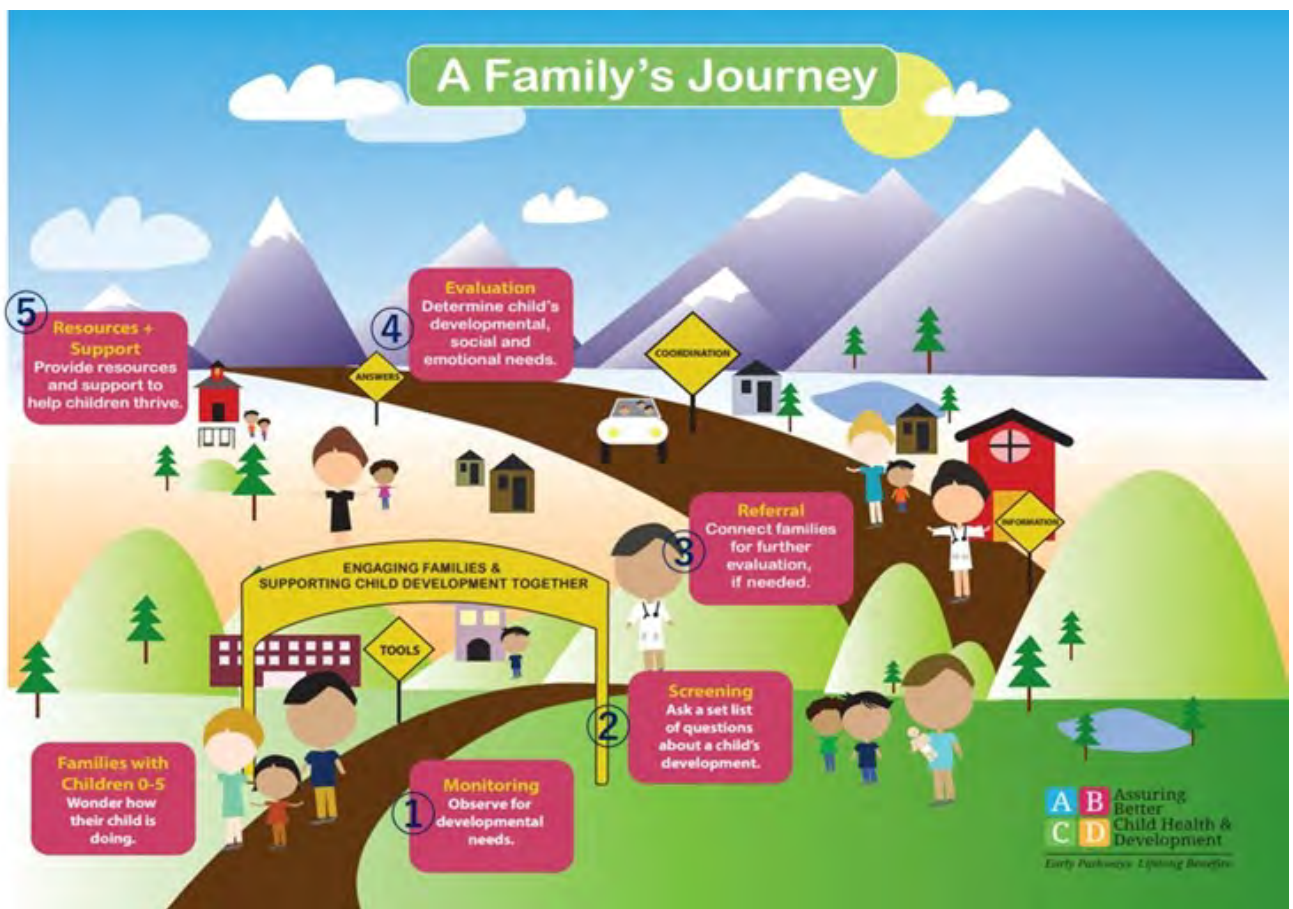 A Family's Journey
5
Resources +
Support
Provide resources
and support to
help children thrive.
ANSWERS
4
Evaluation
Determine child's
developmental,
social and
emotional needs.
COORDINATION
3
Referral
Connect families
for further
evaluation,
if needed.
INFORMATION
ENGAGING FAMILIES &
SUPPORTING CHILD DEVELOPMENT TOGETHER
TOOLS
2
Screening
Ask a set list
of questions
about a child's
development.
Families with
Children 0-5
Wonder how
their child is
doing.
1
Monitoring
Observe for
developmental
needs.
A B
C D
Assuring
Better
Child Health &
Development
Early Pathways Lifelong Benefits